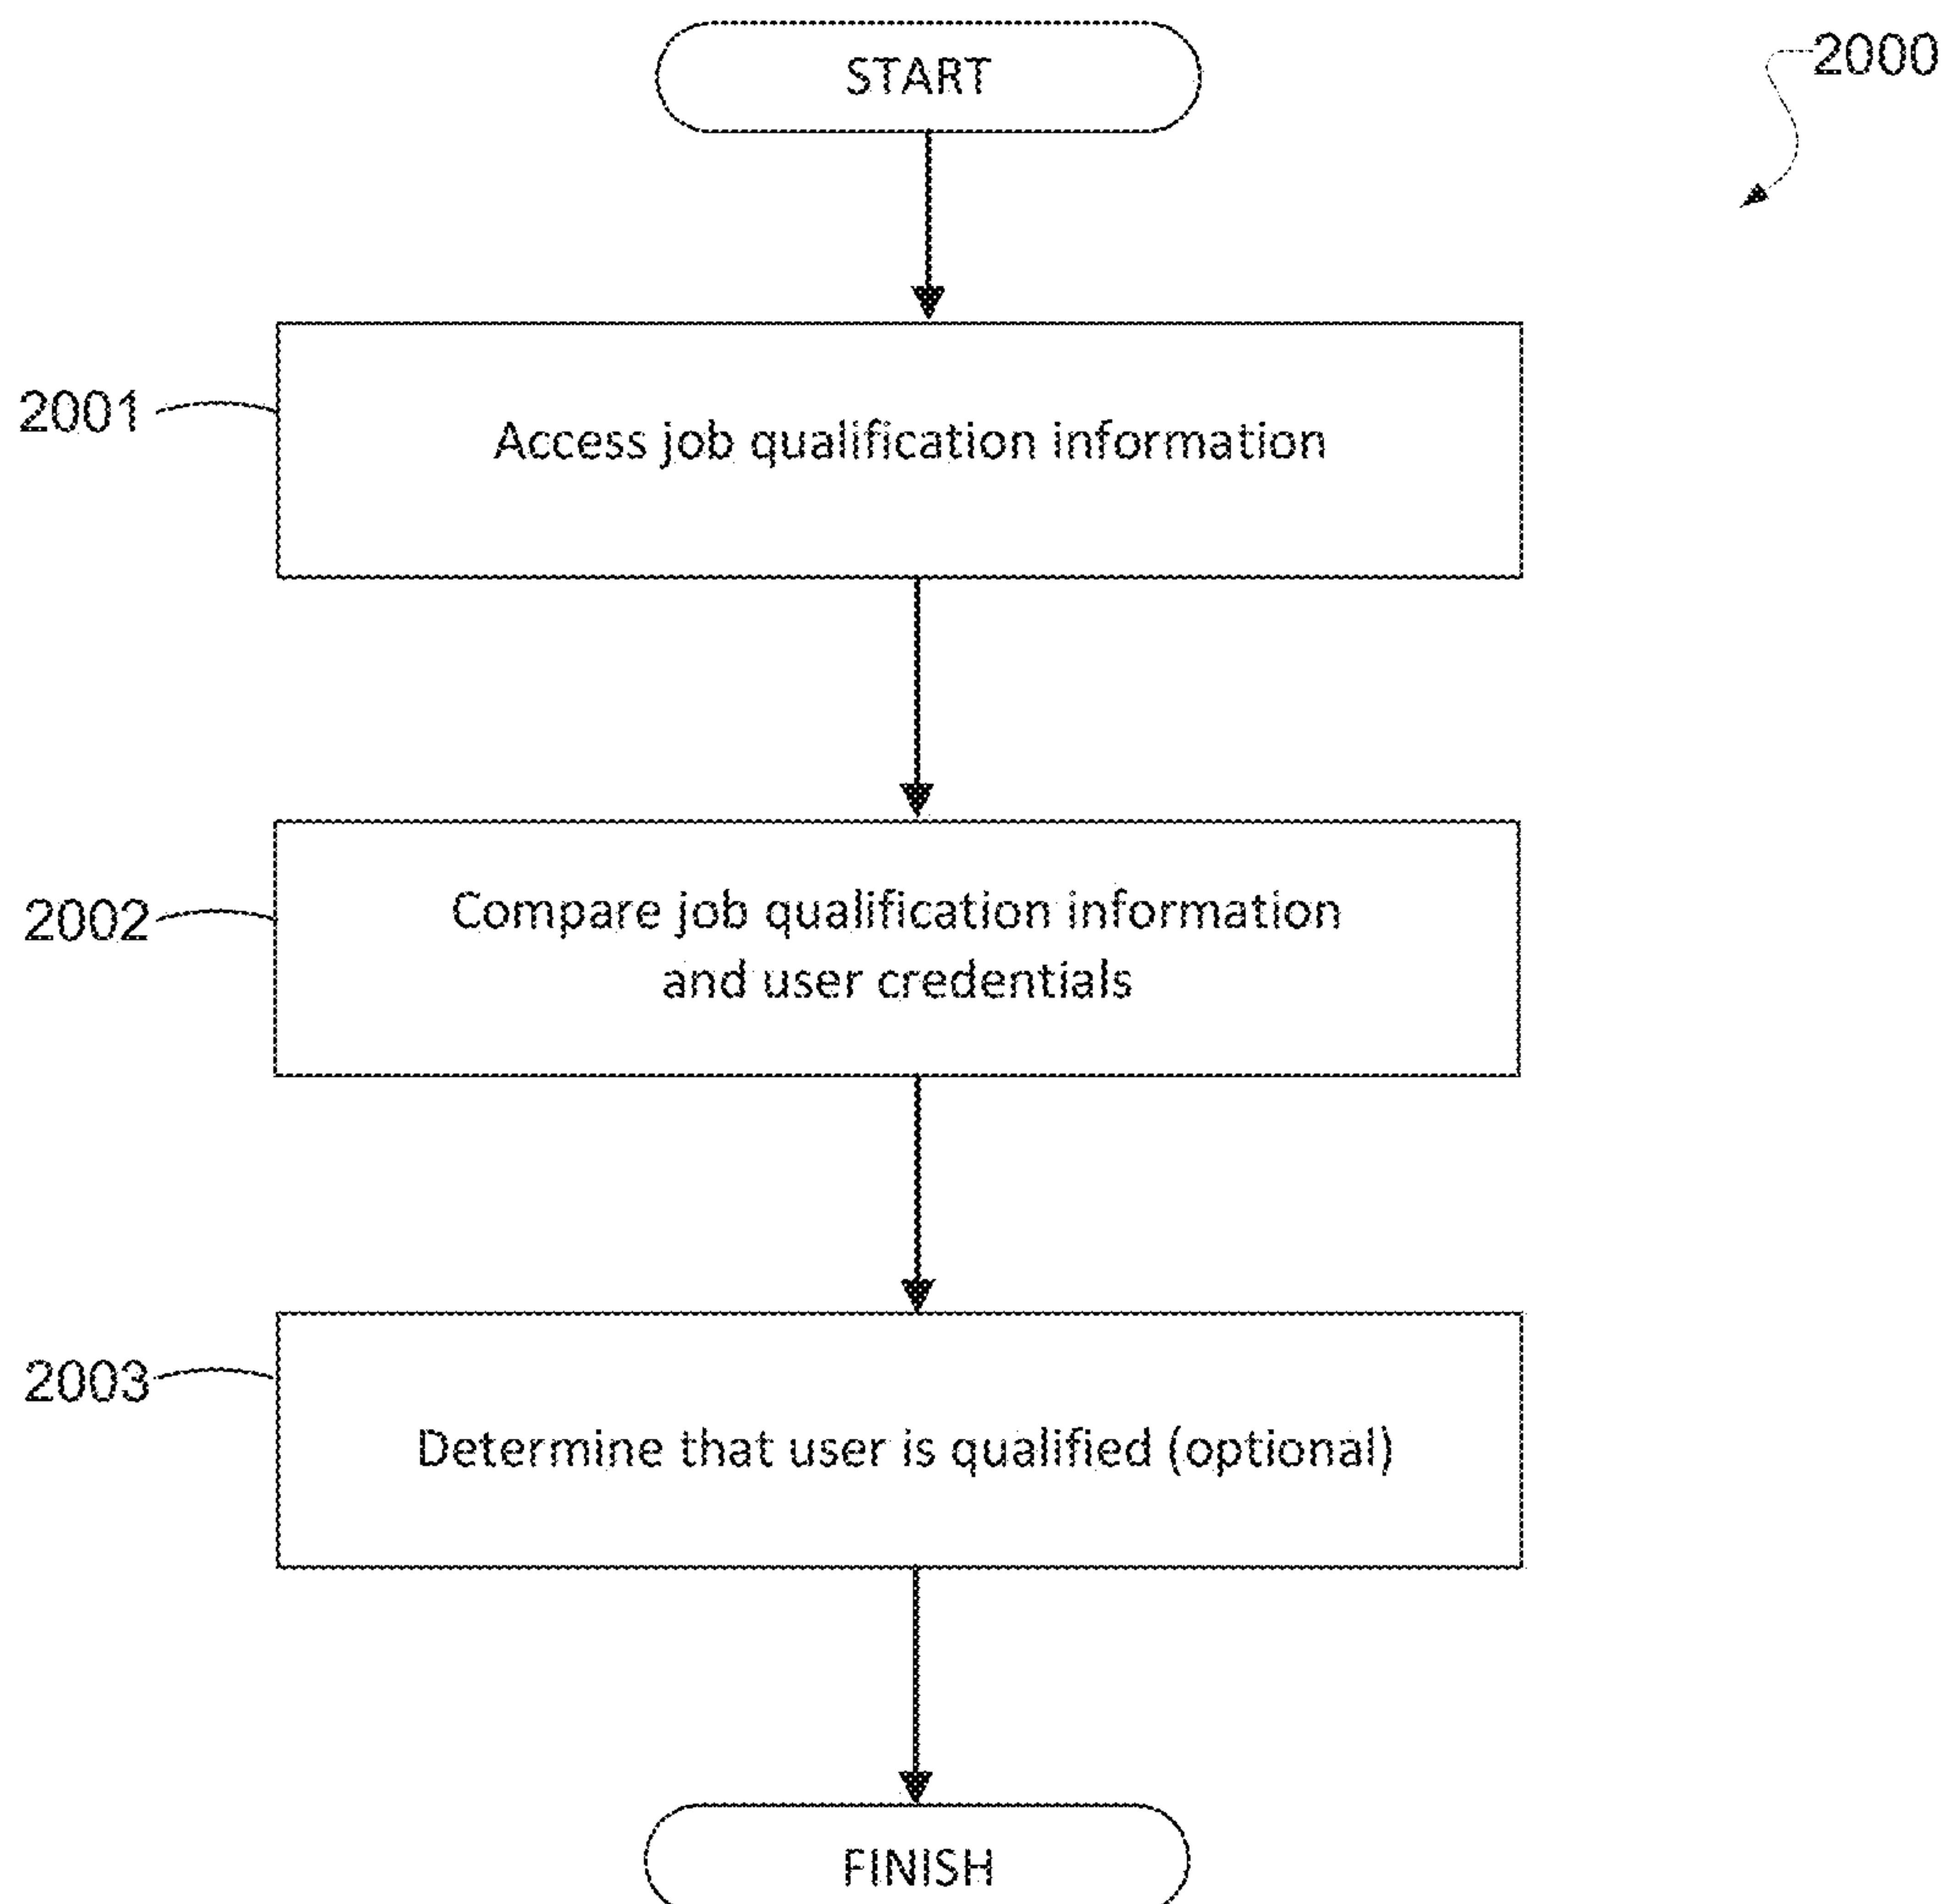 START
2000
2001
Access job qualification information
2002
Compare job qualification information
and user credentials
2003
Determine that user is qualified (optional)
FINISH